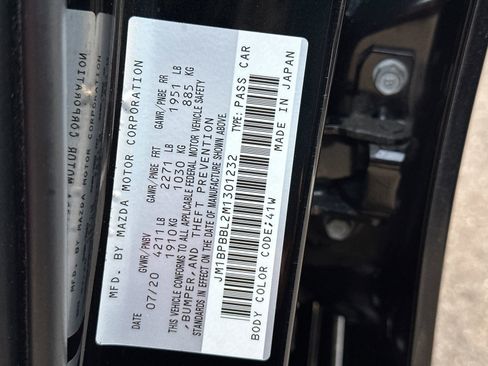 MFD. BY MAZDA MOTOR CORPORATION
DATE GVWR/PNBV GAWR/PNBE FRT GAWR/PNBE RR
07/20 4211 LB 2271 LB 1951 LB
1910 KG 1030 KG 885 KG
THIS VEHICLE CONFORMS TO ALL APPLICABLE FEDERAL MOTOR VEHICLE SAFETY
,BUMPER,AND THEFT PREVENTION
STANDARDS IN EFFECT ON THE DATE OF MANUFACTURE SHOWN ABOVE
JM1BPBBL2M1301232 TYPE: PASS CAR
MADE IN JAPAN
BODY COLOR CODE:41W
MOTOR CORPORATION